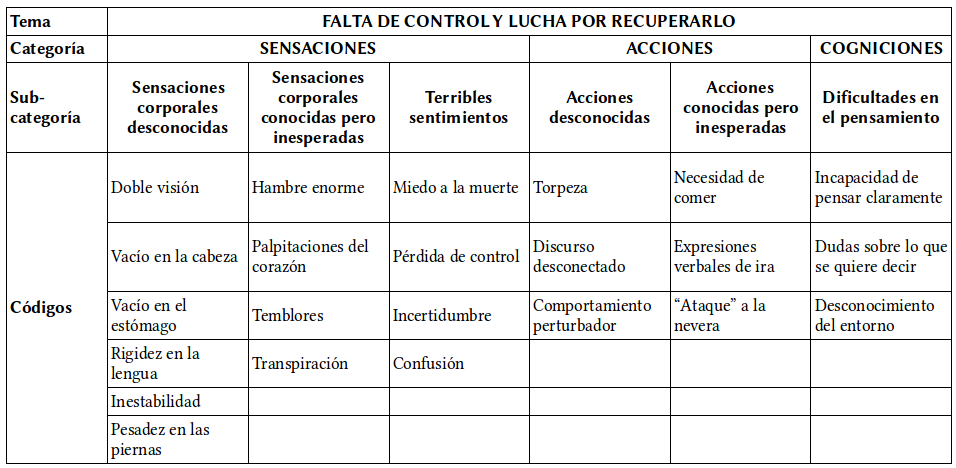 Tema FALTA DE CONTROL Y LUCHA POR RECUPERARLO
Categoría SENSACIONES ACCIONES COGNICIONES
Sub-
categoría
Sensaciones
corporales
desconocidas
Sensaciones
corporales
conocidas pero
inesperadas
Terribles
sentimientos
Acciones
desconocidas
Acciones
conocidas pero
inesperadas
Dificultades en
el pensamiento
Códigos
Doble visión
Hambre enorme
Miedo a la muerte
Torpeza
Necesidad de
comer
Incapacidad de
pensar claramente
Vacío en la cabeza
Palpitaciones del
corazón
Pérdida de control
Discurso
desconectado
Expresiones
verbales de ira
Dudas sobre lo que
se quiere decir
Vacío en el
estómago
Temblores
Incertidumbre
Comportamiento
perturbador
“Ataque” a la
nevera
Desconocimiento
del entorno
Rigidez en la
lengua
Transpiración
Confusión
Inestabilidad
Pesadez en las
piernas